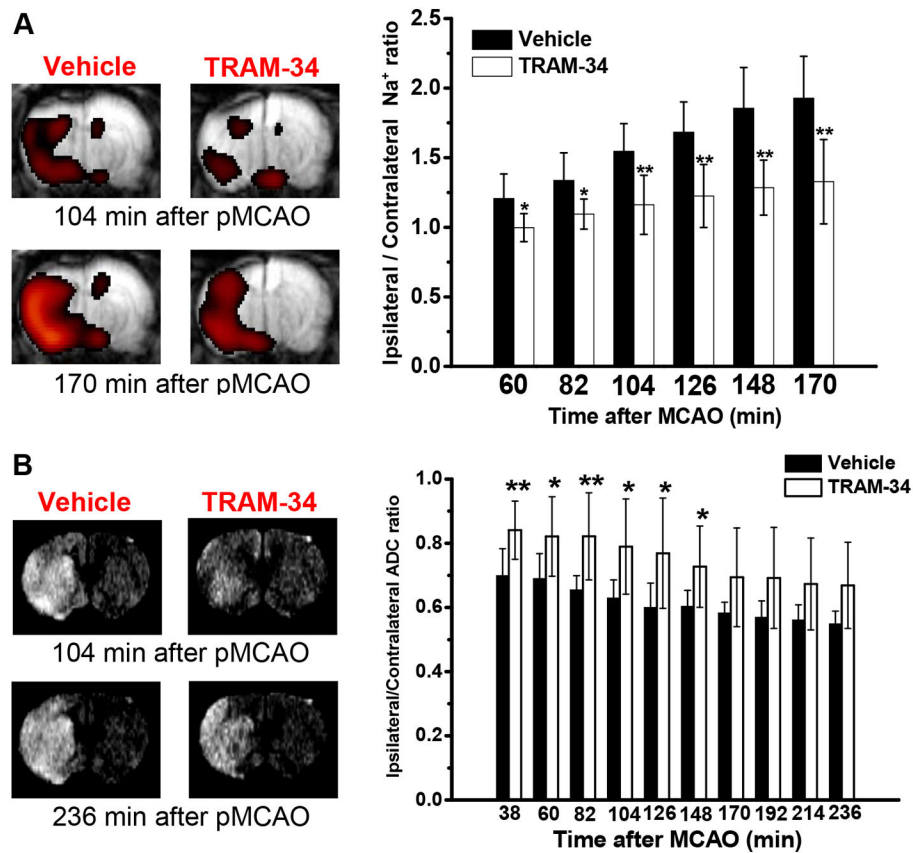 A
Vehicle TRAM-34
104 min after pMCAO
170 min after pMCAO
Ipsilateral / Contralateral Na⁺ ratio
2.5
2.0
1.5
1.0
0.5
0.0
Vehicle
TRAM-34
* * ** ** ** **
60 82 104 126 148 170
Time after MCAO (min)
B
Vehicle TRAM-34
104 min after pMCAO
236 min after pMCAO
Ipsilateral/Contralateral ADC ratio
1.0
0.8
0.6
0.4
0.2
0.0
Vehicle
TRAM-34
** * ** * * *
38 60 82 104 126 148 170 192 214 236
Time after MCAO (min)